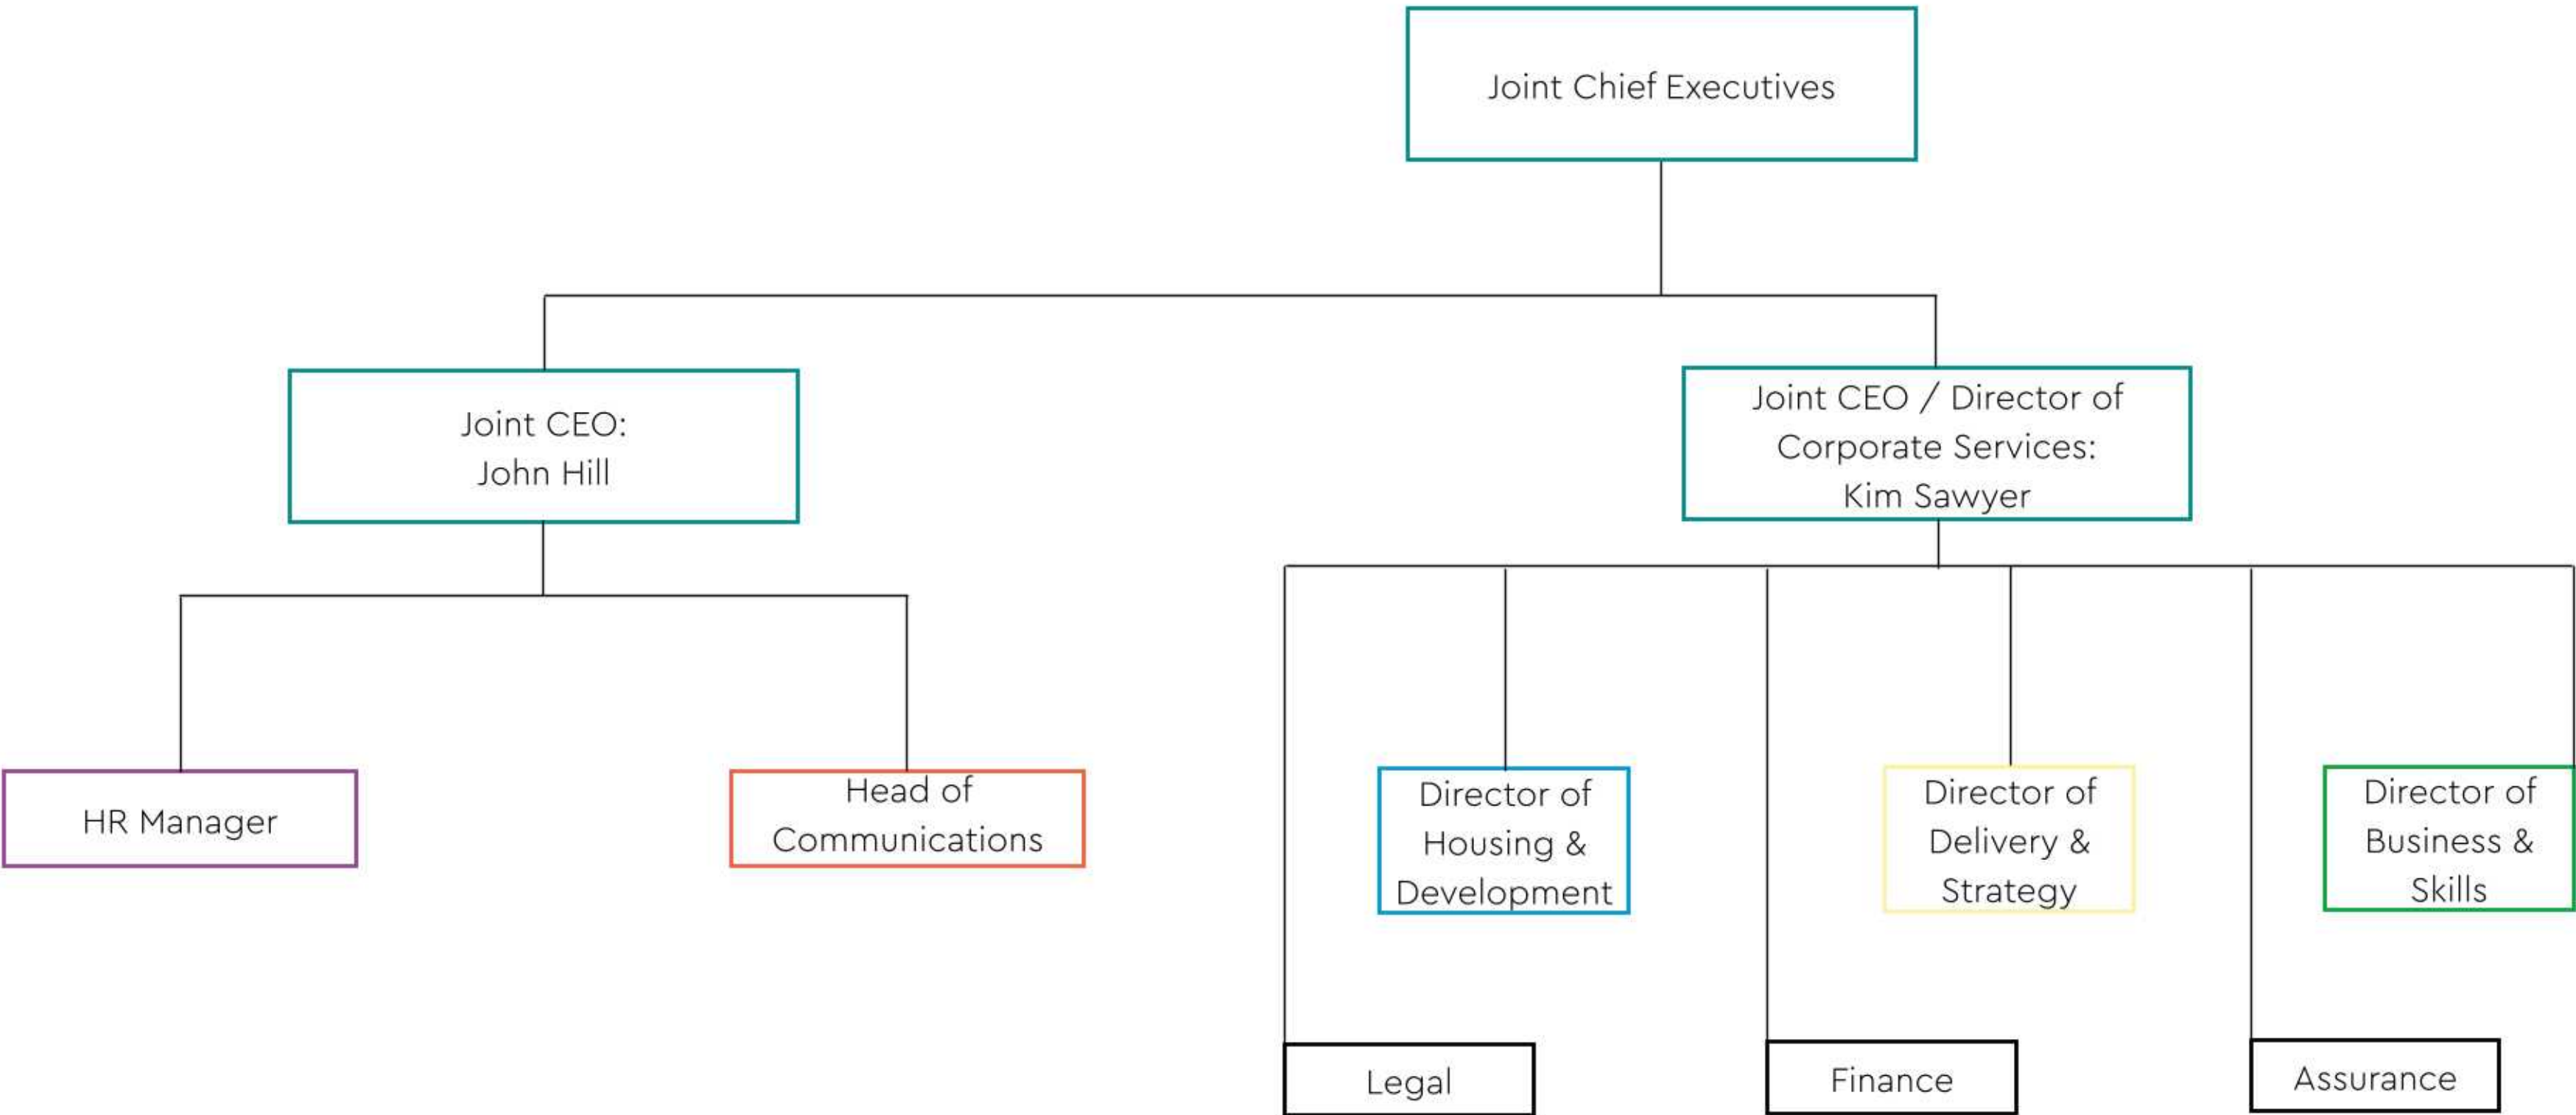 Joint Chief Executives
Joint CEO:
John Hill
Joint CEO / Director of
Corporate Services:
Kim Sawyer
HR Manager
Head of
Communications
Director of
Housing &
Development
Director of
Delivery &
Strategy
Director of
Business &
Skills
Legal
Finance
Assurance